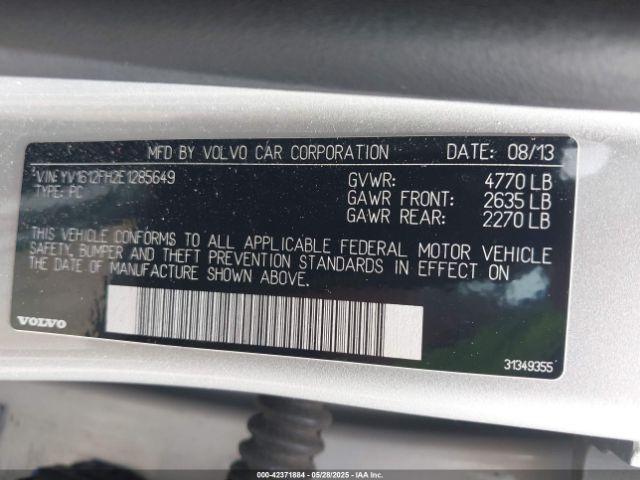 MFD BY VOLVO CAR CORPORATION DATE: 08/13
VIN: YV1612FH2E1285649
TYPE: PC
GVWR: 4770 LB
GAWR FRONT: 2635 LB
GAWR REAR: 2270 LB
THIS VEHICLE CONFORMS TO ALL APPLICABLE FEDERAL MOTOR VEHICLE
SAFETY, BUMPER AND THEFT PREVENTION STANDARDS IN EFFECT ON
THE DATE OF MANUFACTURE SHOWN ABOVE.
VOLVO
31349355
000-42371884 | 05/28/2025 - IAAI.COM